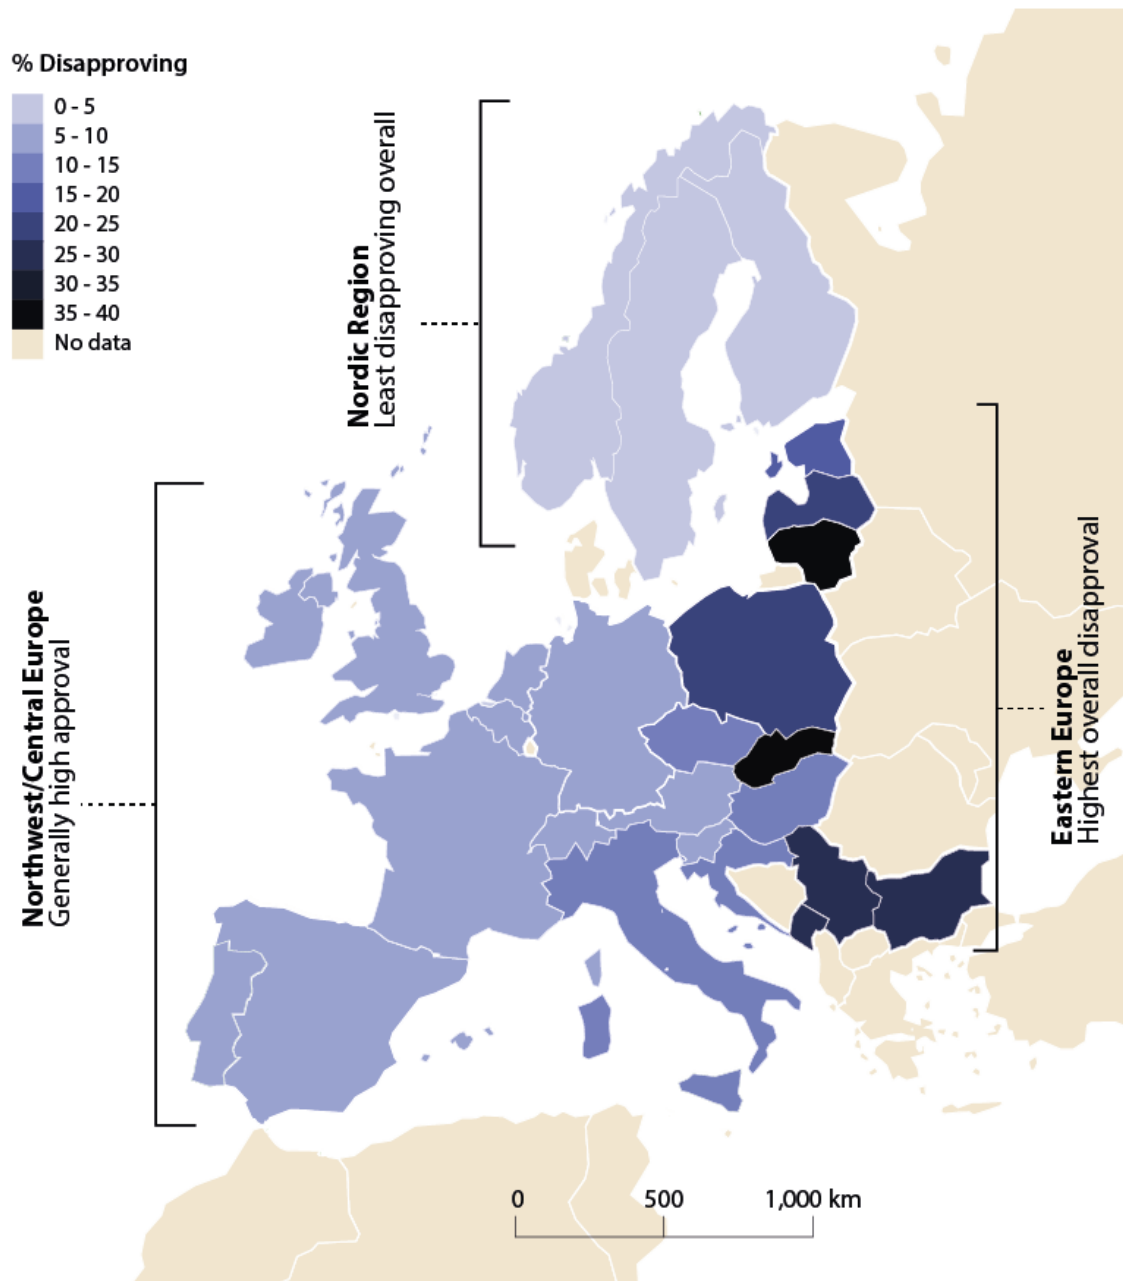 % Disapproving
0 - 5
5 - 10
10 - 15
15 - 20
20 - 25
25 - 30
30 - 35
35 - 40
No data
Nordic Region
Least disapproving overall
Northwest/Central Europe
Generally high approval
Eastern Europe
Highest overall disapproval
0 500 1,000 km